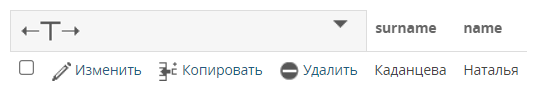 ←T→ surname name
Изменить Копировать Удалить Каданцева Наталья